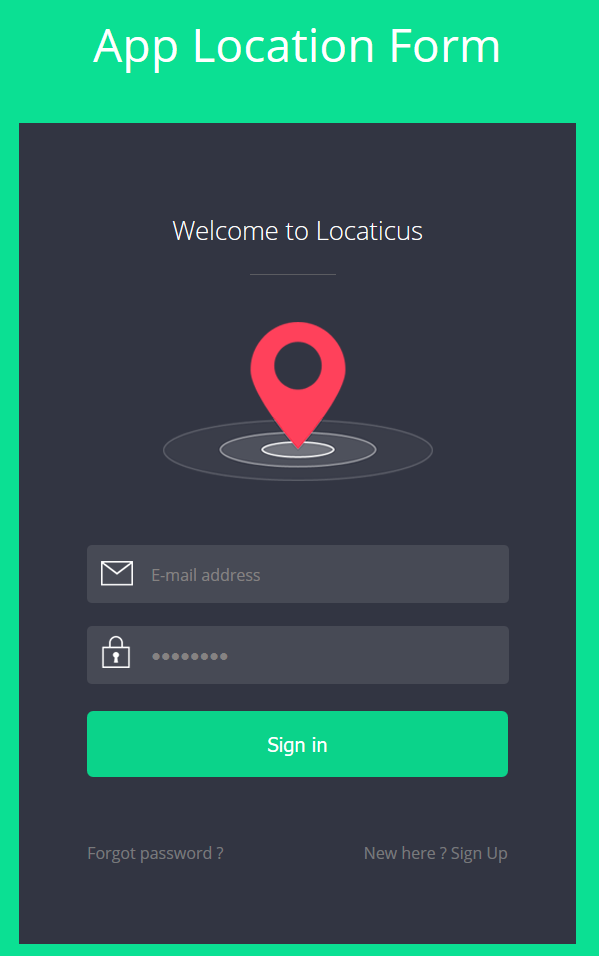 App Location Form
Welcome to Locaticus
E-mail address
●●●●●●●●
Sign in
Forgot password ?
New here ? Sign Up